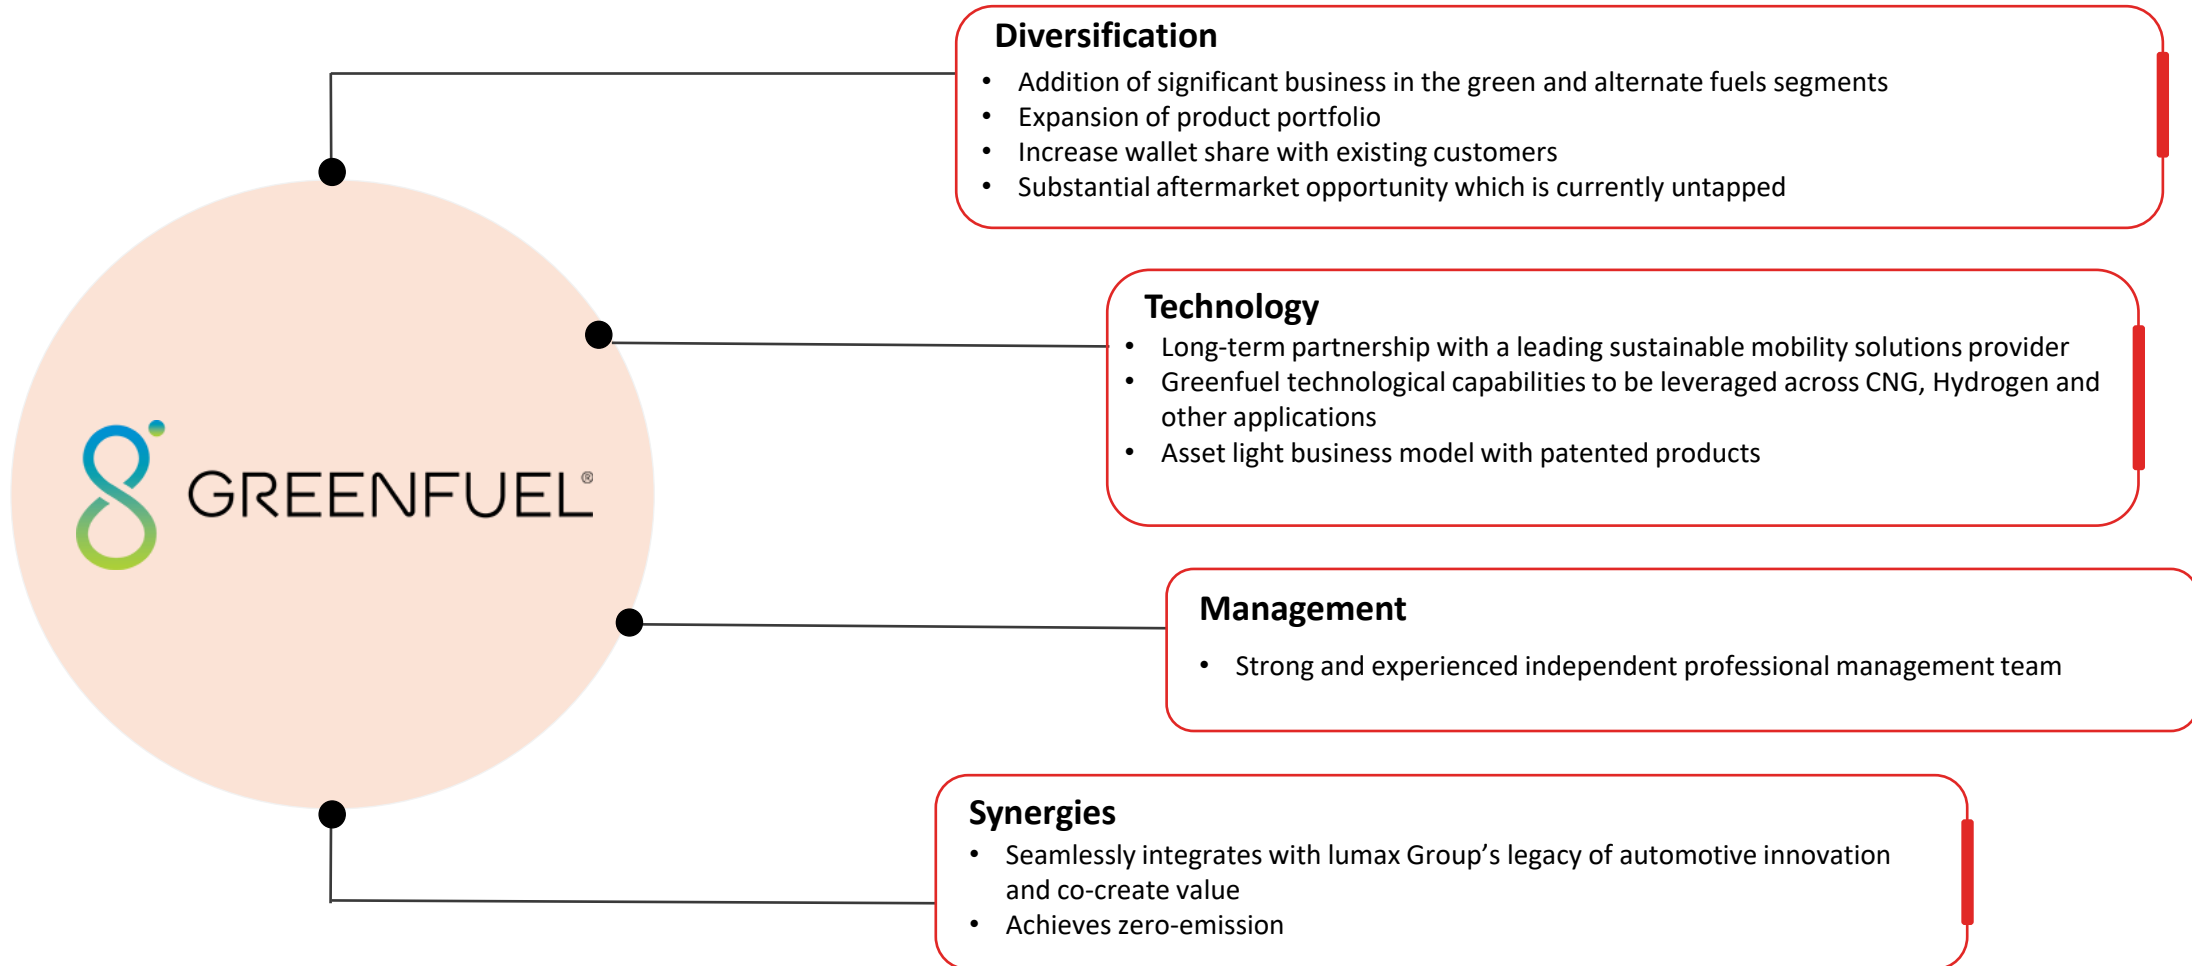 Diversification
• Addition of significant business in the green and alternate fuels segments
• Expansion of product portfolio
• Increase wallet share with existing customers
• Substantial aftermarket opportunity which is currently untapped
Technology
• Long-term partnership with a leading sustainable mobility solutions provider
• Greenfuel technological capabilities to be leveraged across CNG, Hydrogen and
other applications
• Asset light business model with patented products
GREENFUEL®
Management
• Strong and experienced independent professional management team
Synergies
• Seamlessly integrates with lumax Group’s legacy of automotive innovation
and co-create value
• Achieves zero-emission